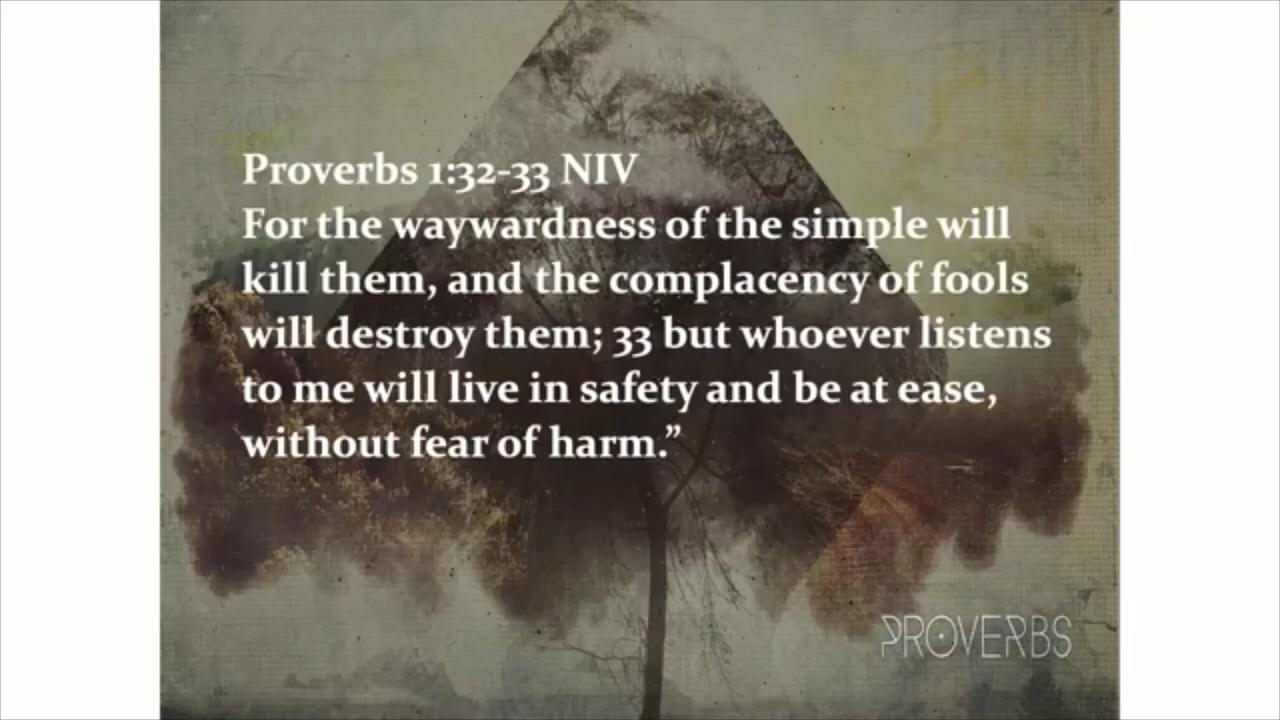 Proverbs 1:32-33 NIV
For the waywardness of the simple will
kill them, and the complacency of fools
will destroy them; 33 but whoever listens
to me will live in safety and be at ease,
without fear of harm.”
PROVERBS